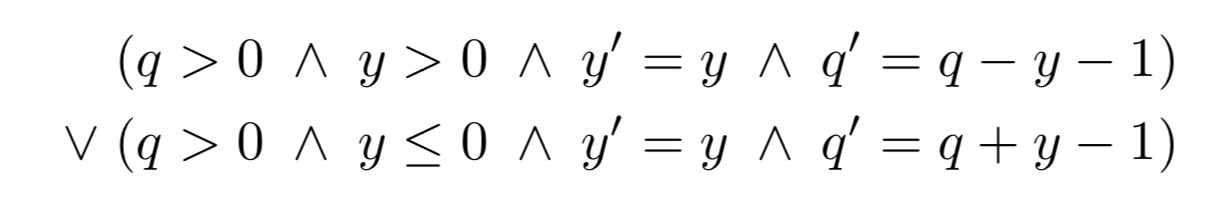 (q > 0 ∧ y > 0 ∧ y′ = y ∧ q′ = q − y − 1)
∨ (q > 0 ∧ y ≤ 0 ∧ y′ = y ∧ q′ = q + y − 1)